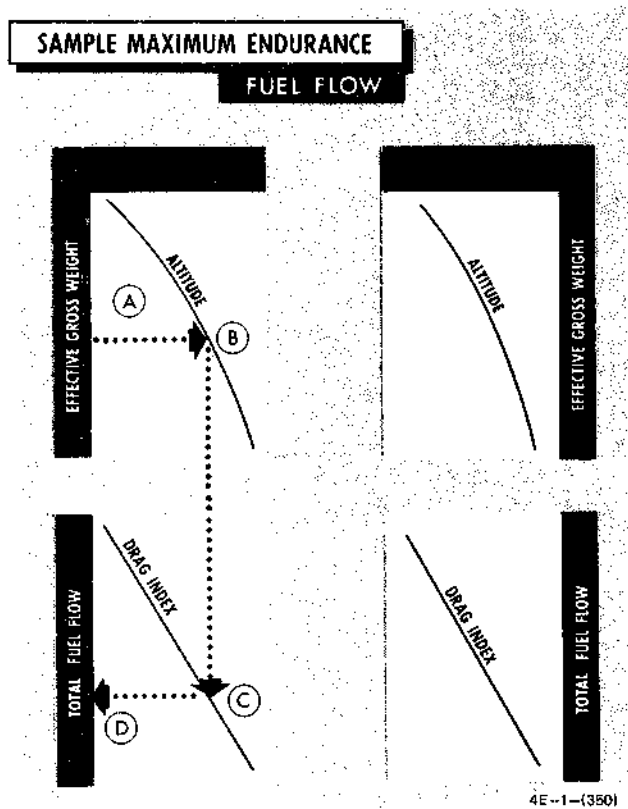 SAMPLE MAXIMUM ENDURANCE
FUEL FLOW
EFFECTIVE GROSS WEIGHT
ALTITUDE
A
B
ALTITUDE
EFFECTIVE GROSS WEIGHT
TOTAL FUEL FLOW
DRAG INDEX
C
D
DRAG INDEX
TOTAL FUEL FLOW
4E-1-(350)